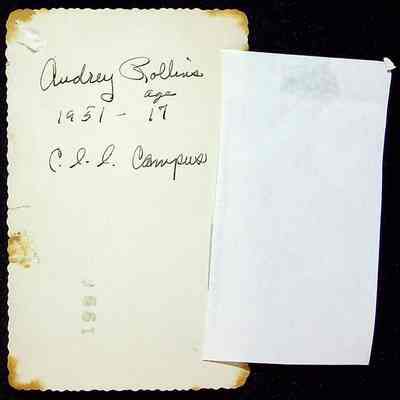 Audrey Rollins
age
1951 - 17
Campus